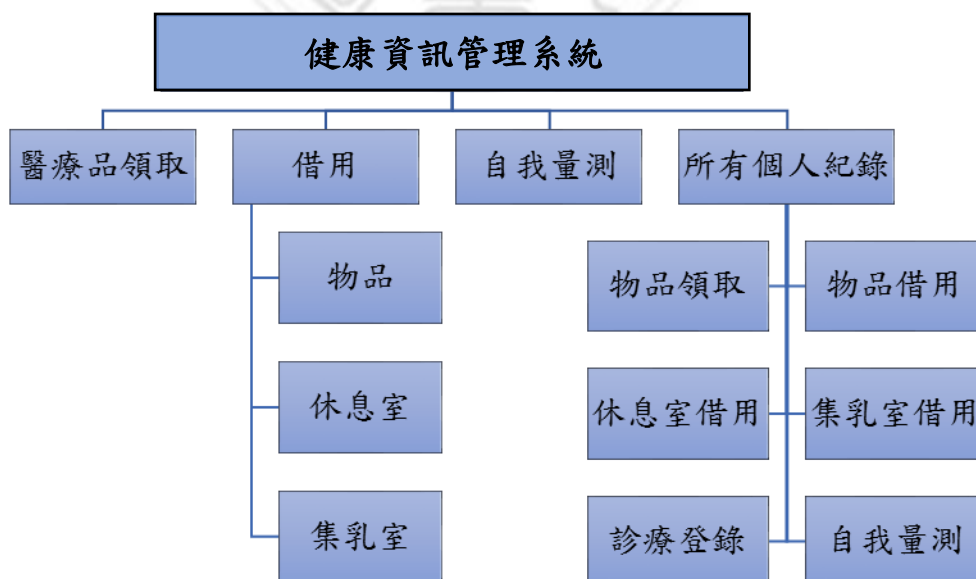 健康資訊管理系統
醫療品領取
借用
自我量測
所有個人紀錄
物品
休息室
集乳室
物品領取
物品借用
休息室借用
集乳室借用
診療登錄
自我量測